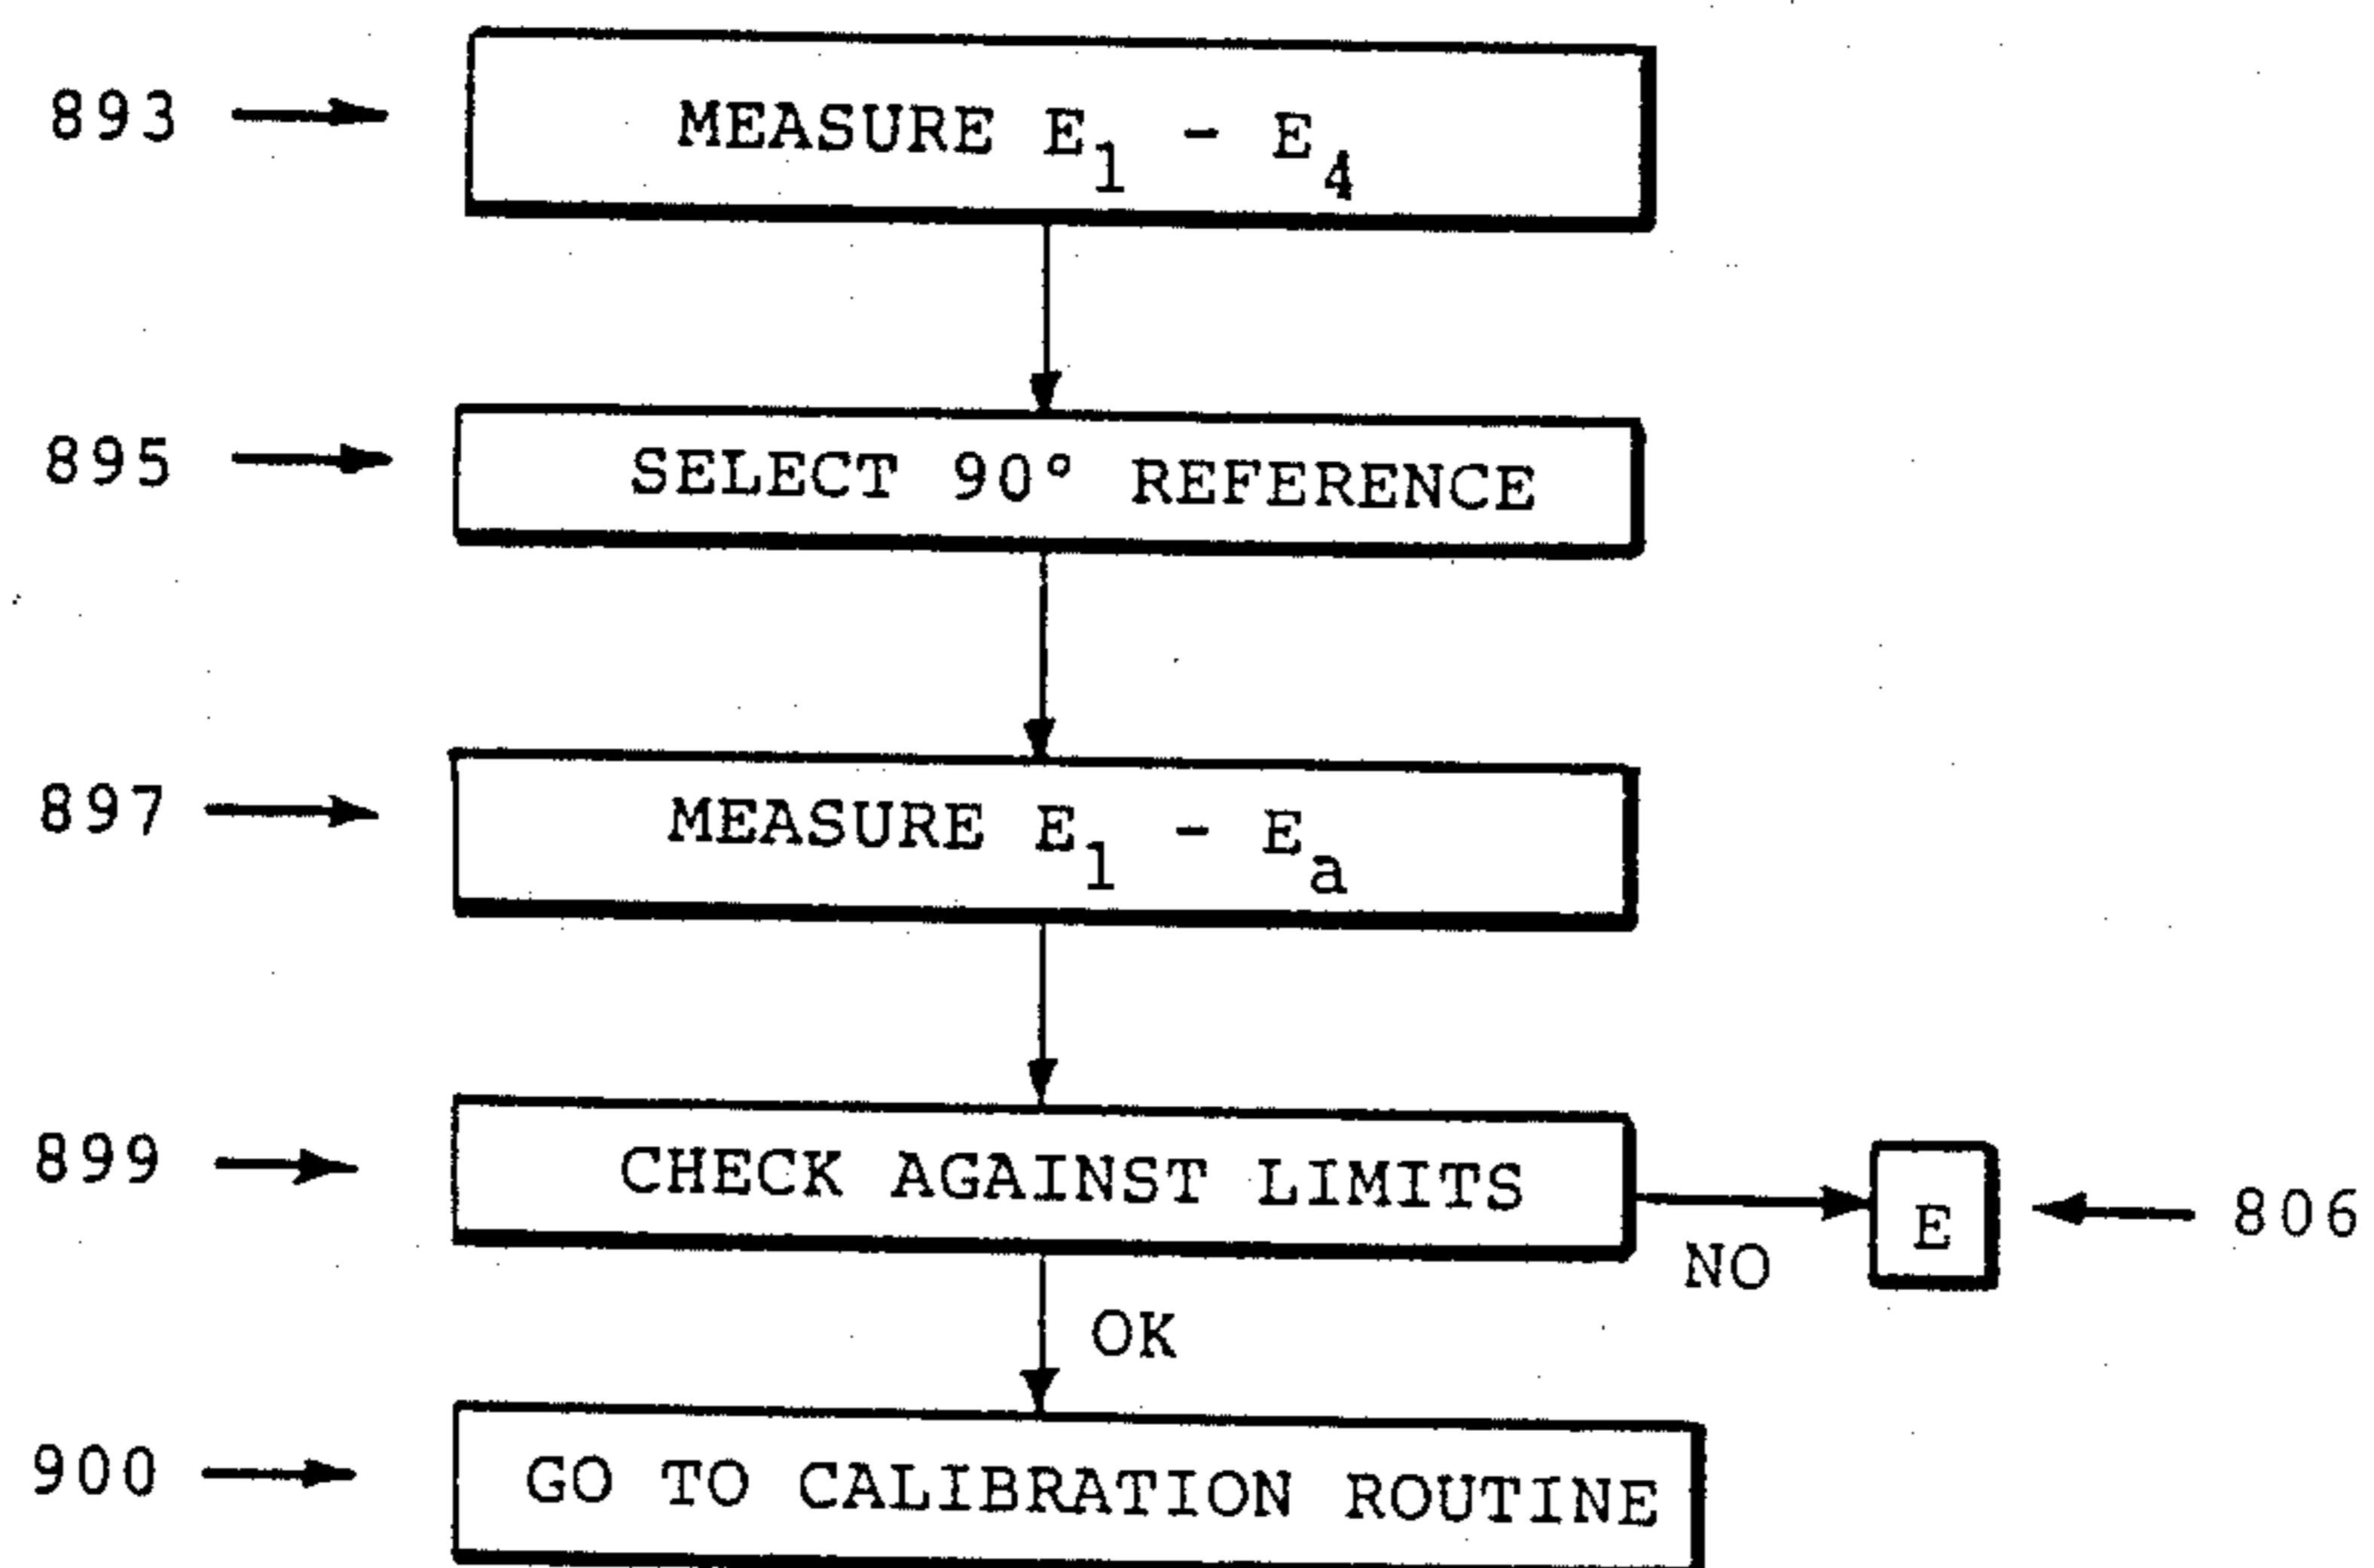 893 MEASURE E₁ - E₄
895 SELECT 90° REFERENCE
897 MEASURE E₁ - Eₐ
899 CHECK AGAINST LIMITS
E 806
NO
OK
900 GO TO CALIBRATION ROUTINE